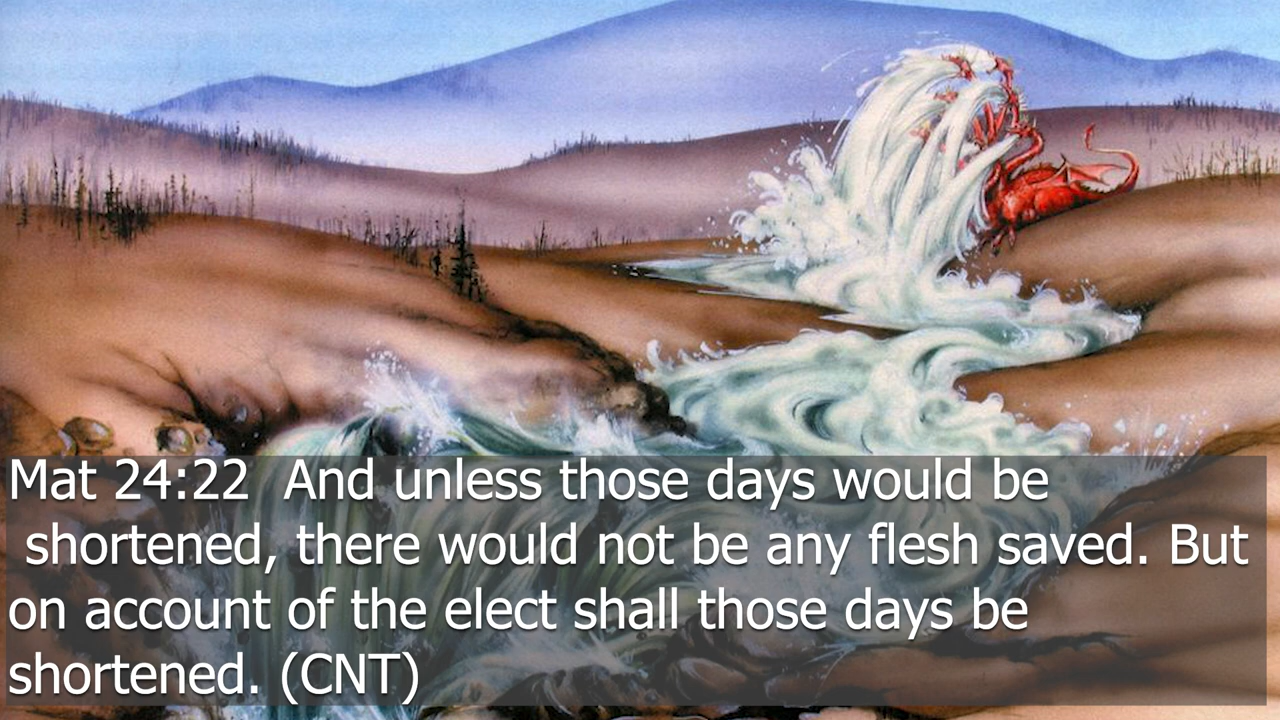 Mat 24:22  And unless those days would be
shortened, there would not be any flesh saved. But
on account of the elect shall those days be
shortened. (CNT)